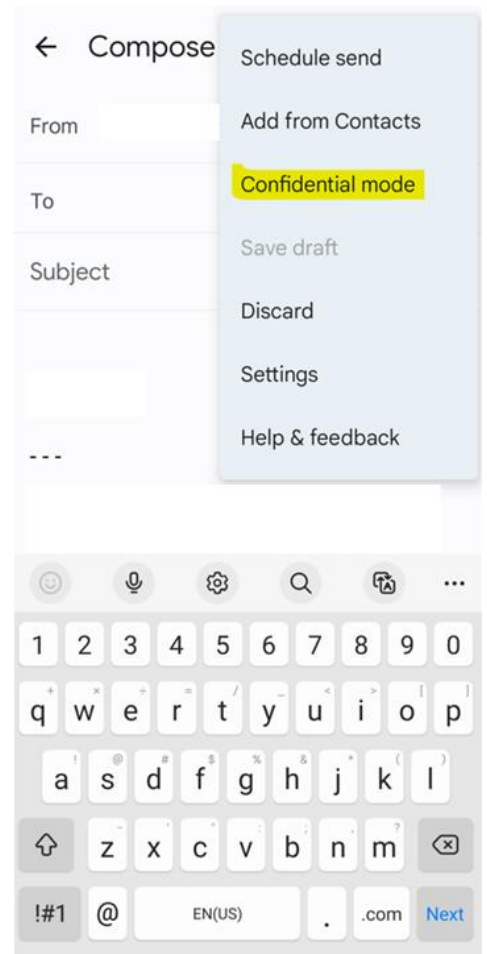 ← Compose
Schedule send
From
Add from Contacts
To
Confidential mode
Save draft
Subject
Discard
Settings
Help & feedback
---
1 2 3 4 5 6 7 8 9 0
+ × ÷ = / _ < > [ ]
q w e r t y u i o p
! @ # $ % & * ( )
a s d f g h j k l
- ' " : ; , ?
z x c v b n m
!#1 @ EN(US) . .com Next